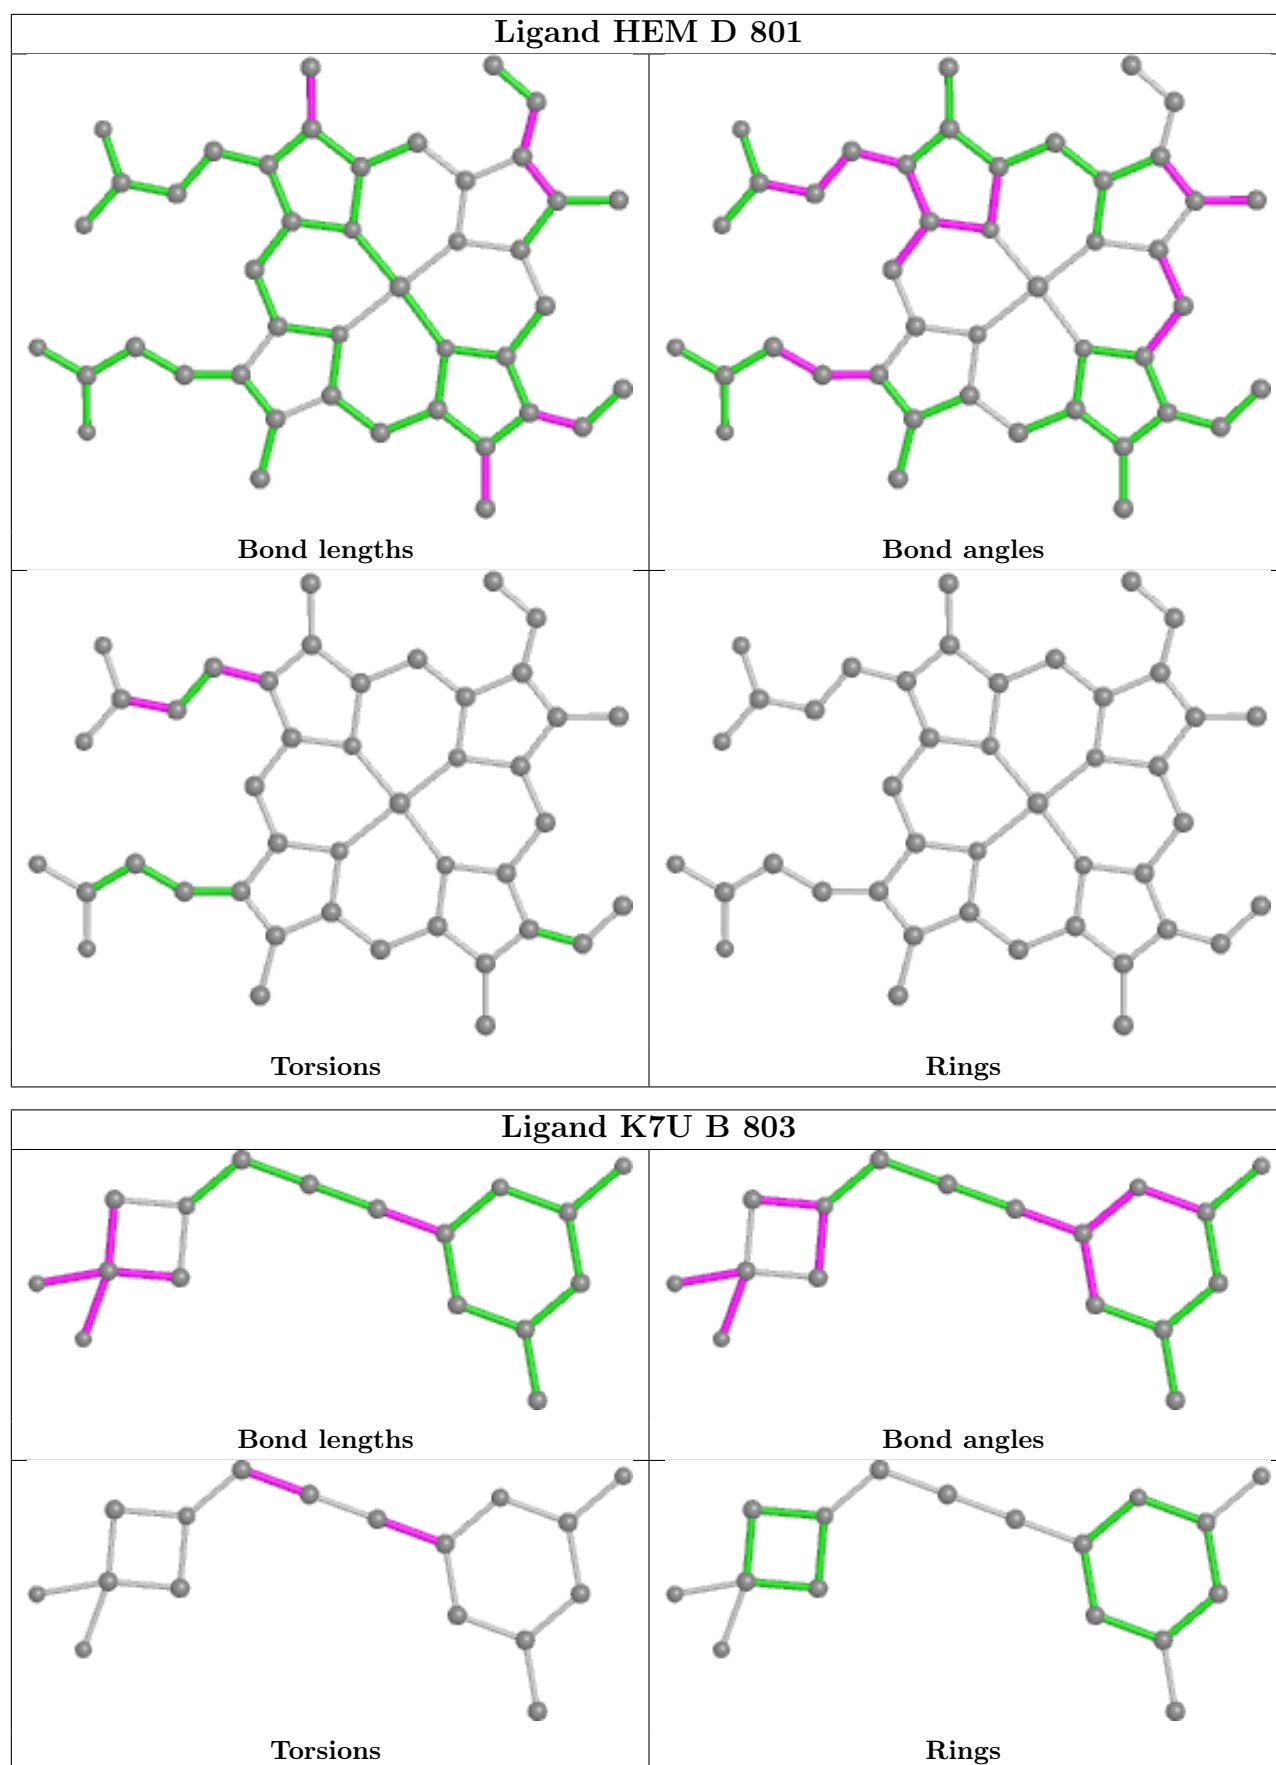 Ligand HEM D 801
Bond lengths
Bond angles
Torsions
Rings
Ligand K7U B 803
Bond lengths
Bond angles
Torsions
Rings